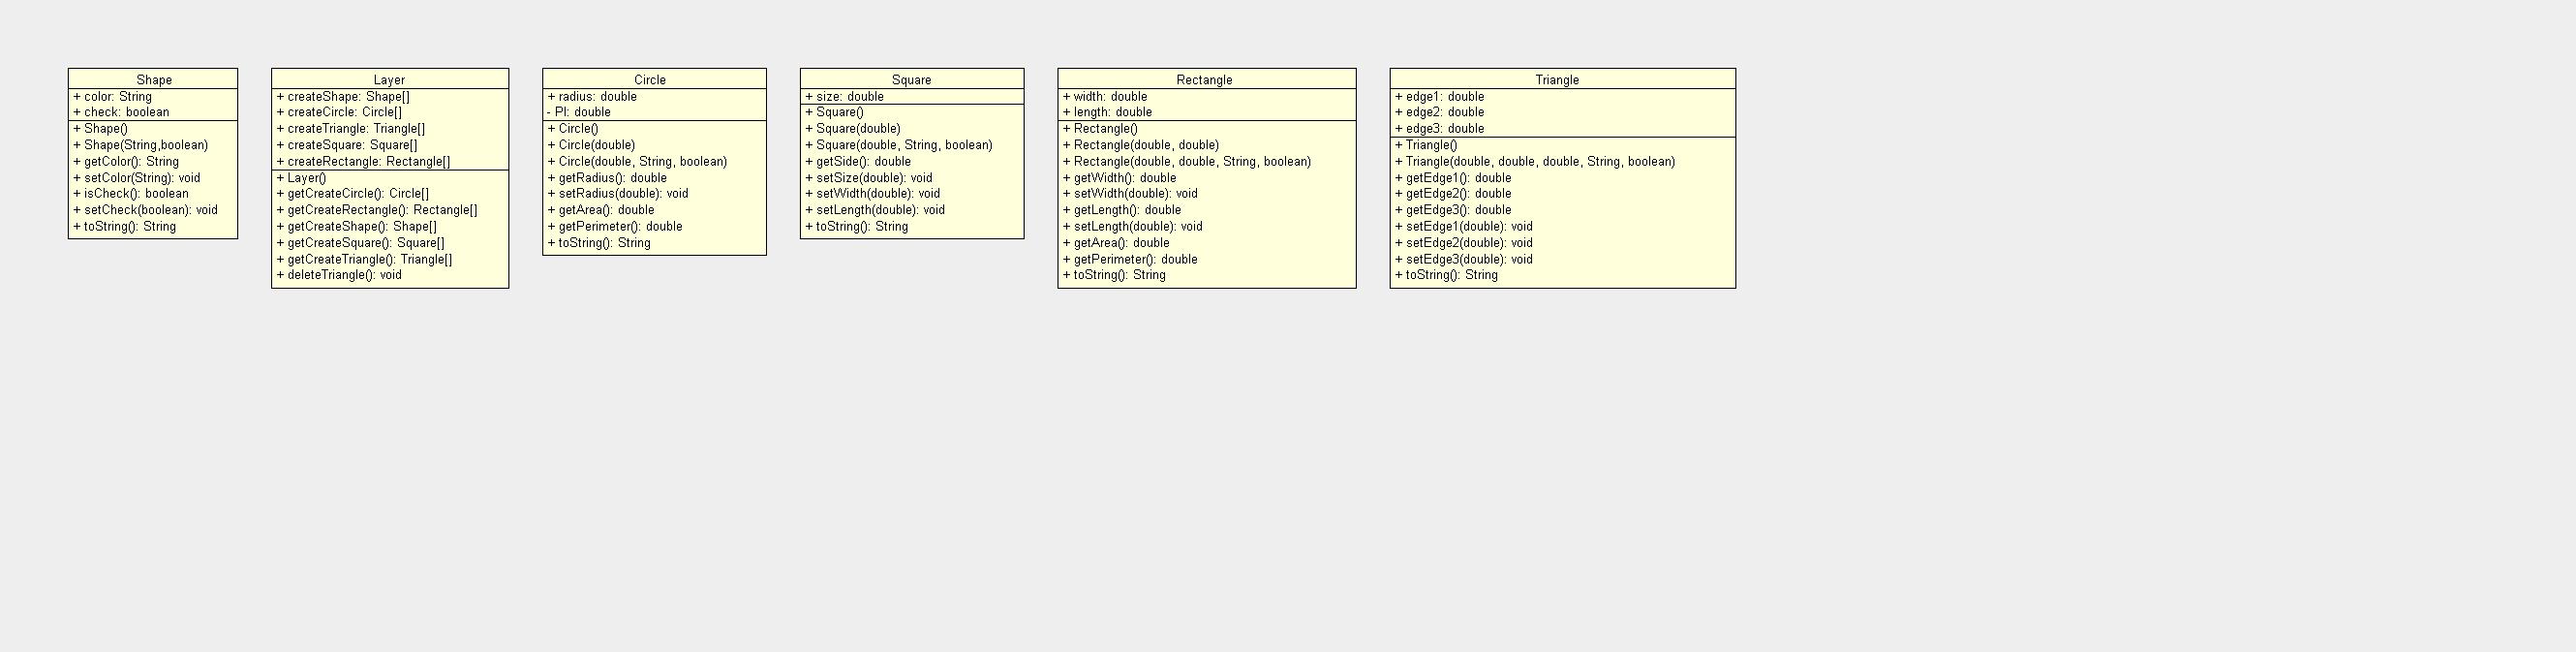 Shape
+ color: String
+ check: boolean
+ Shape()
+ Shape(String,boolean)
+ getColor(): String
+ setColor(String): void
+ isCheck(): boolean
+ setCheck(boolean): void
+ toString(): String
Layer
+ createShape: Shape[]
+ createCircle: Circle[]
+ createTriangle: Triangle[]
+ createSquare: Square[]
+ createRectangle: Rectangle[]
+ Layer()
+ getCreateCircle(): Circle[]
+ getCreateRectangle(): Rectangle[]
+ getCreateShape(): Shape[]
+ getCreateSquare(): Square[]
+ getCreateTriangle(): Triangle[]
+ deleteTriangle(): void
Circle
+ radius: double
- PI: double
+ Circle()
+ Circle(double)
+ Circle(double, String, boolean)
+ getRadius(): double
+ setRadius(double): void
+ getArea(): double
+ getPerimeter(): double
+ toString(): String
Square
+ size: double
+ Square()
+ Square(double)
+ Square(double, String, boolean)
+ getSide(): double
+ setSize(double): void
+ setWidth(double): void
+ setLength(double): void
+ toString(): String
Rectangle
+ width: double
+ length: double
+ Rectangle()
+ Rectangle(double, double)
+ Rectangle(double, double, String, boolean)
+ getWidth(): double
+ setWidth(double): void
+ getLength(): double
+ setLength(double): void
+ getArea(): double
+ getPerimeter(): double
+ toString(): String
Triangle
+ edge1: double
+ edge2: double
+ edge3: double
+ Triangle()
+ Triangle(double, double, double, String, boolean)
+ getEdge1(): double
+ getEdge2(): double
+ getEdge3(): double
+ setEdge1(double): void
+ setEdge2(double): void
+ setEdge3(double): void
+ toString(): String